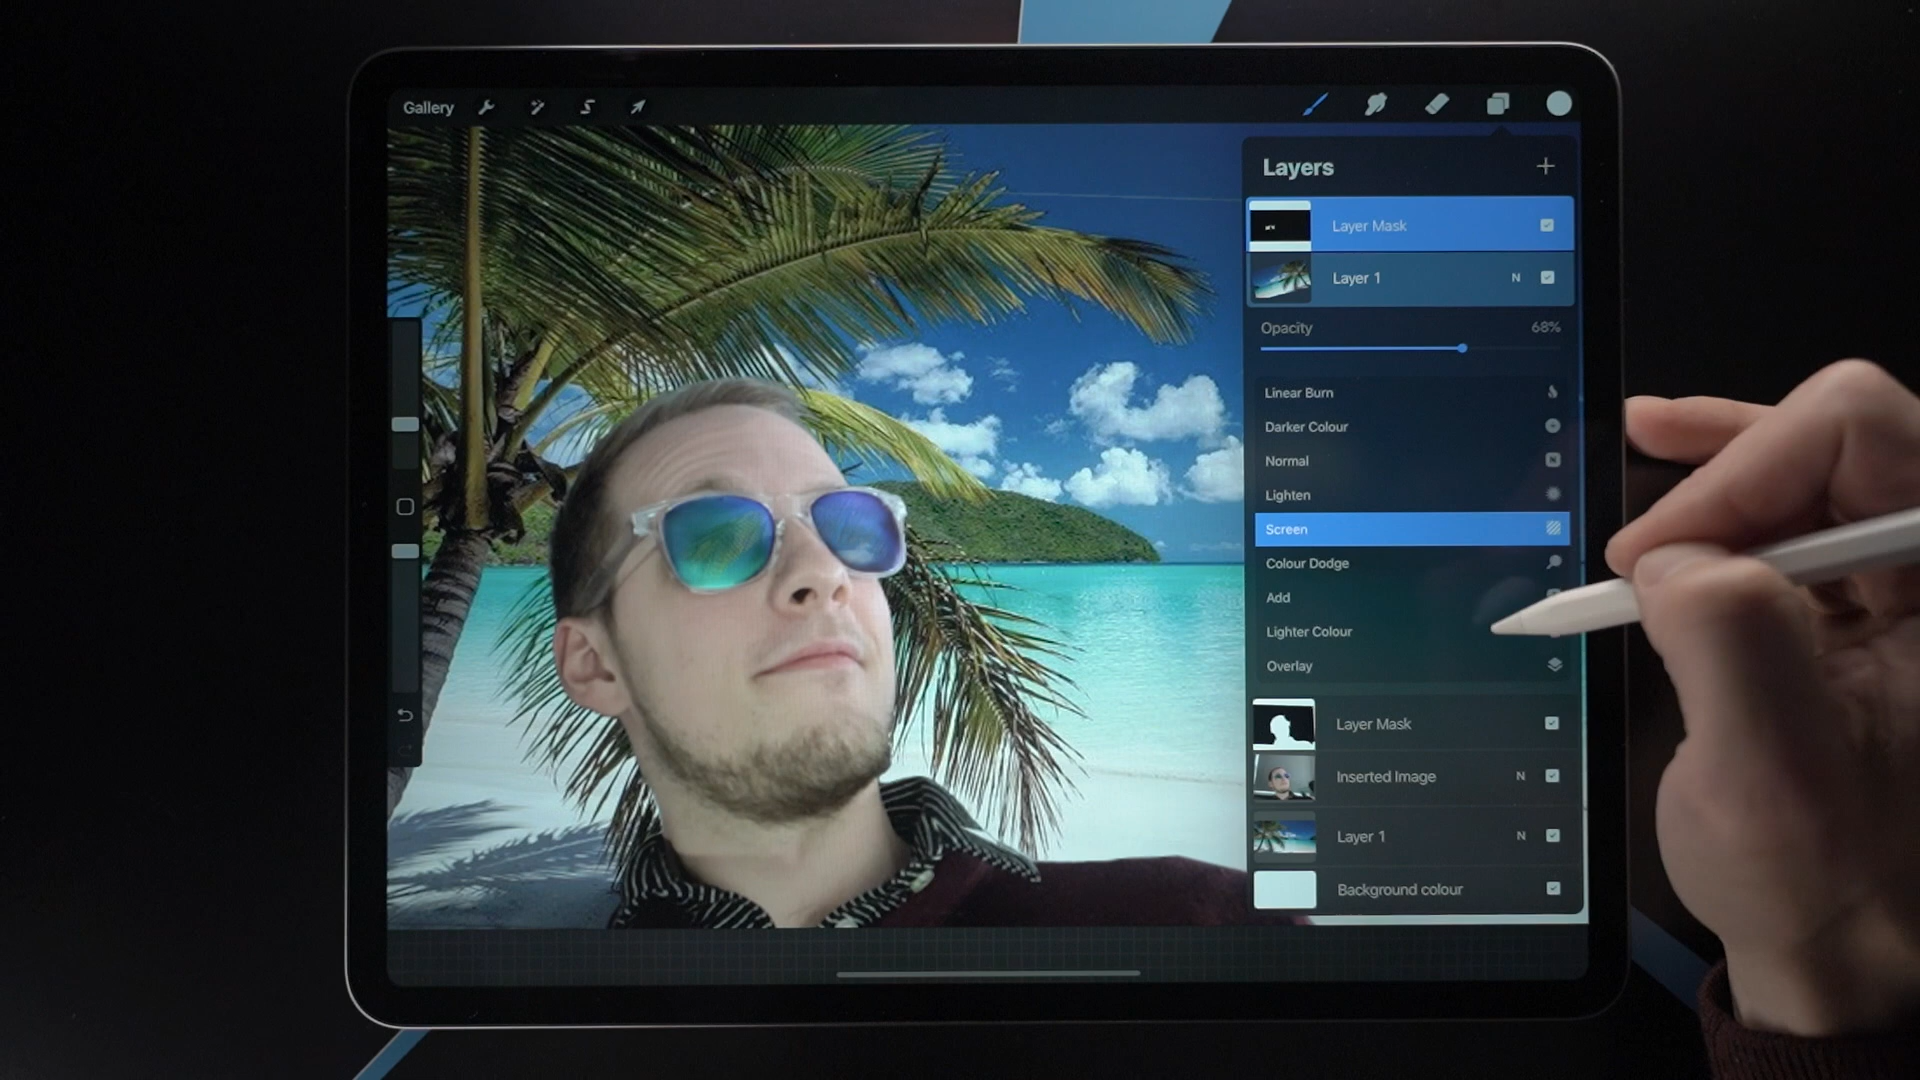 Gallery
Layers
Layer Mask
Layer 1 N
Opacity 68%
Linear Burn
Darker Colour
Normal
Lighten
Screen
Colour Dodge
Add
Lighter Colour
Overlay
Layer Mask
Inserted Image N
Layer 1 N
Background colour